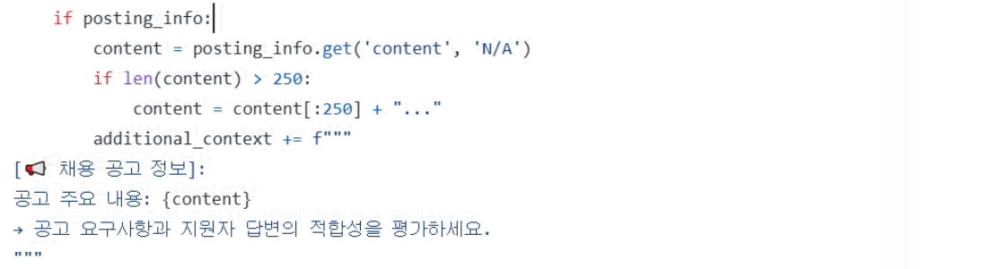 if posting_info:
content = posting_info.get('content', 'N/A')
if len(content) > 250:
content = content[:250] + "..."
additional_context += f"""
[📢 채용 공고 정보]:
공고 주요 내용: {content}
→ 공고 요구사항과 지원자 답변의 적합성을 평가하세요.
"""